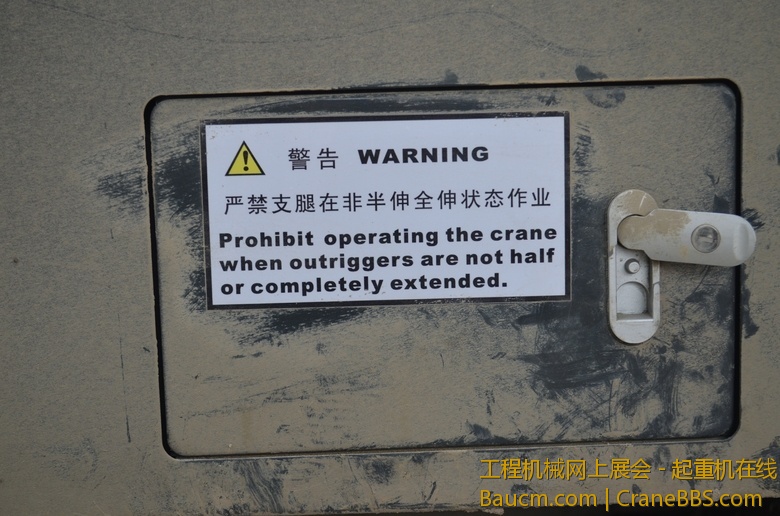 警告 WARNING
严禁支腿在非半伸全伸状态作业
Prohibit operating the crane
when outriggers are not half
or completely extended.
工程机械网上展会 - 起重机在线
Baucm.com | CraneBBS.com